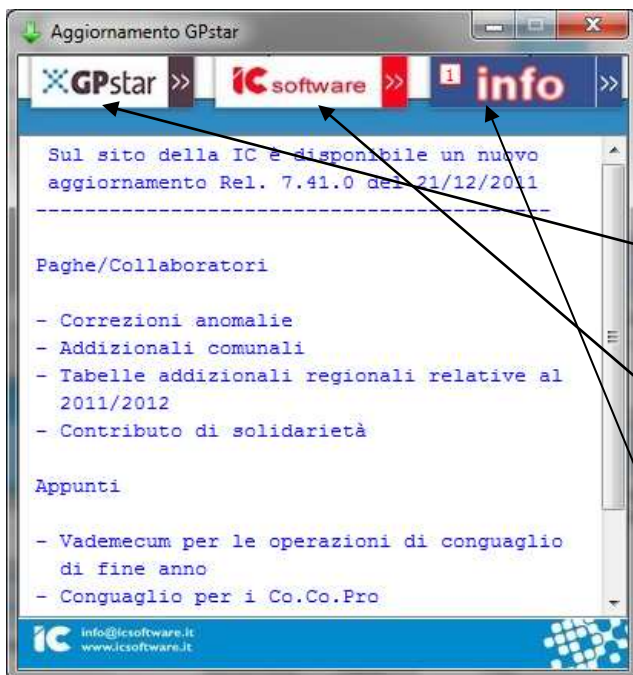 Aggiornamento GPstar
GPstar >> IC software >> 1 info >>
Sul sito della IC è disponibile un nuovo
aggiornamento Rel. 7.41.0 del 21/12/2011
------------------------------------------
Paghe/Collaboratori
- Correzioni anomalie
- Addizionali comunali
- Tabelle addizionali regionali relative al
2011/2012
- Contributo di solidarietà
Appunti
- Vademecum per le operazioni di conguaglio
di fine anno
- Conguaglio per i Co.Co.Pro
IC info@icsoftware.it
www.icsoftware.it